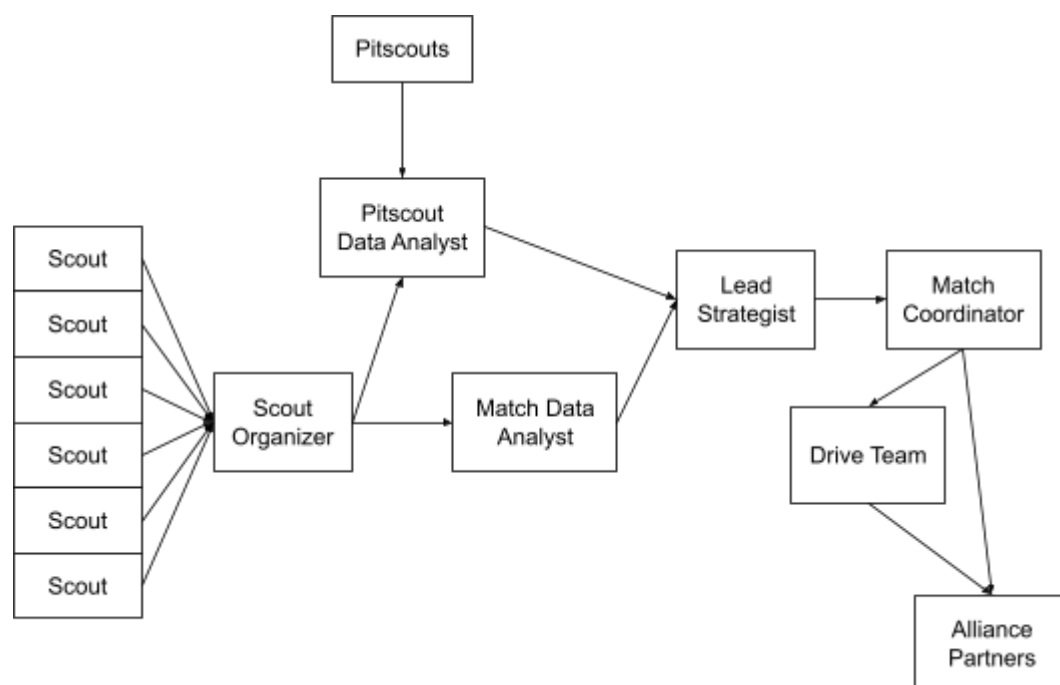 Pitscouts
Pitscout
Data Analyst
Scout
Scout
Scout
Scout
Scout
Scout
Scout
Organizer
Match Data
Analyst
Lead
Strategist
Match
Coordinator
Drive Team
Alliance
Partners